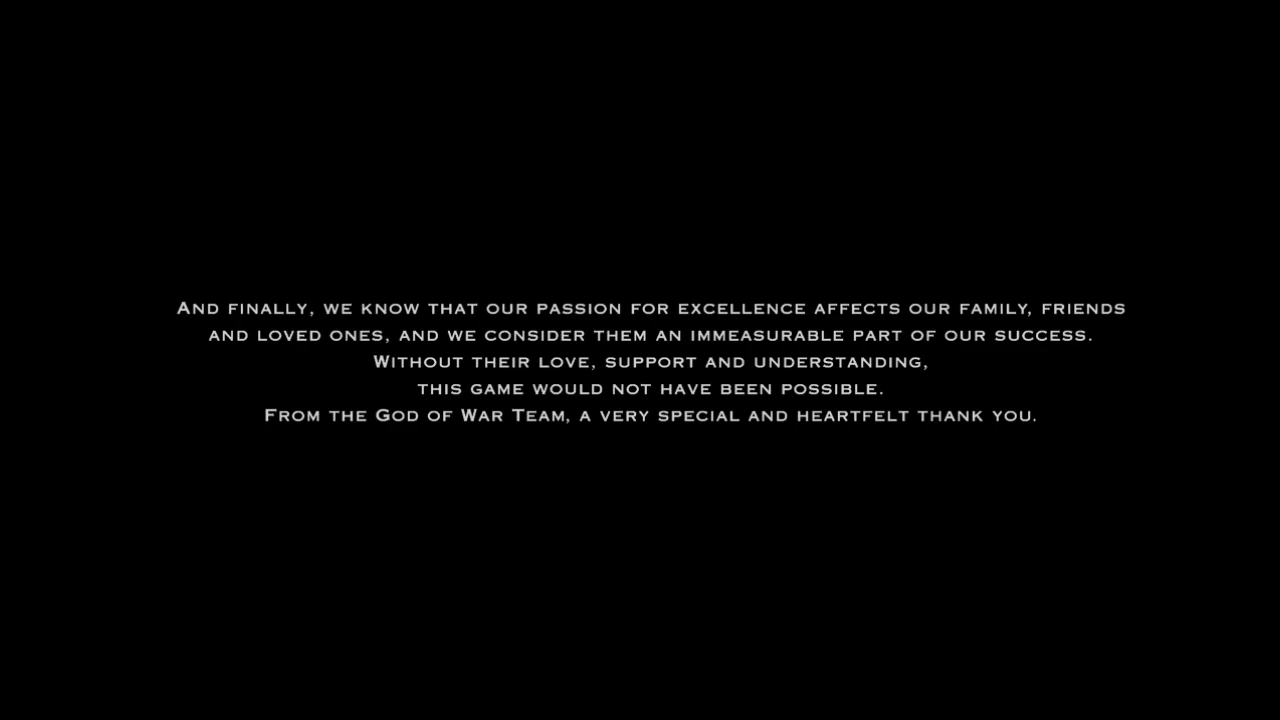 And finally, we know that our passion for excellence affects our family, friends
and loved ones, and we consider them an immeasurable part of our success.
Without their love, support and understanding,
this game would not have been possible.
From the God of War Team, a very special and heartfelt thank you.